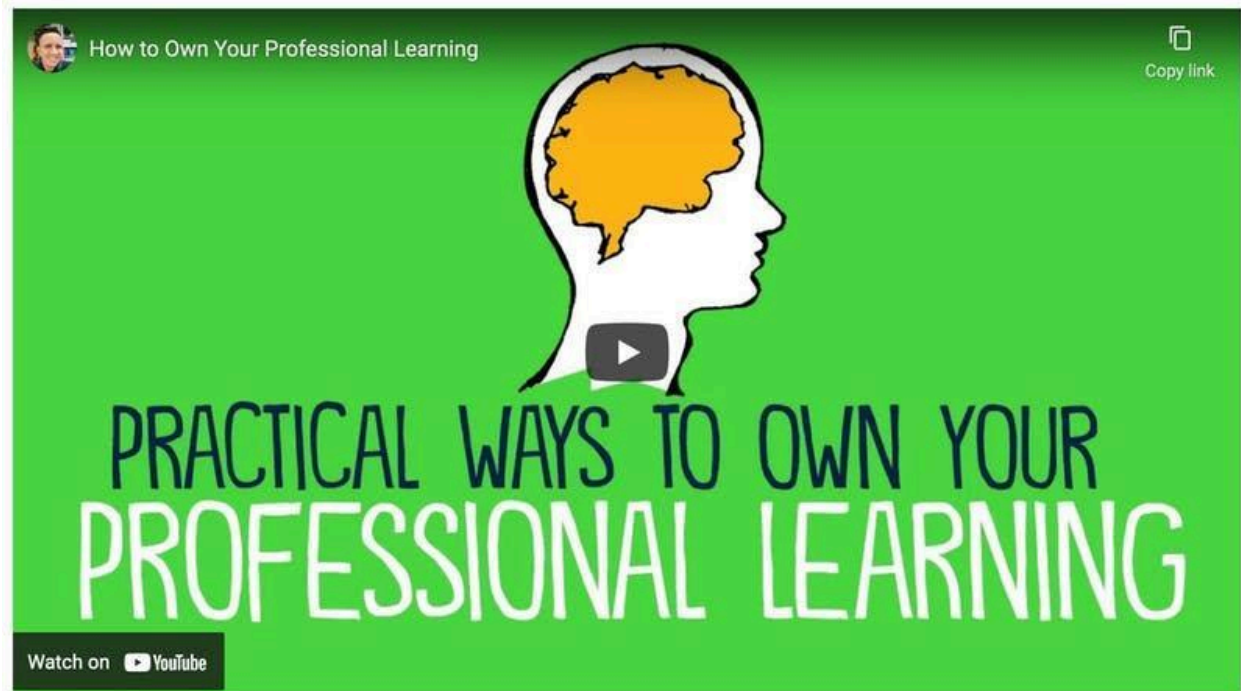 How to Own Your Professional Learning
Copy link
PRACTICAL WAYS TO OWN YOUR
PROFESSIONAL LEARNING
Watch on YouTube